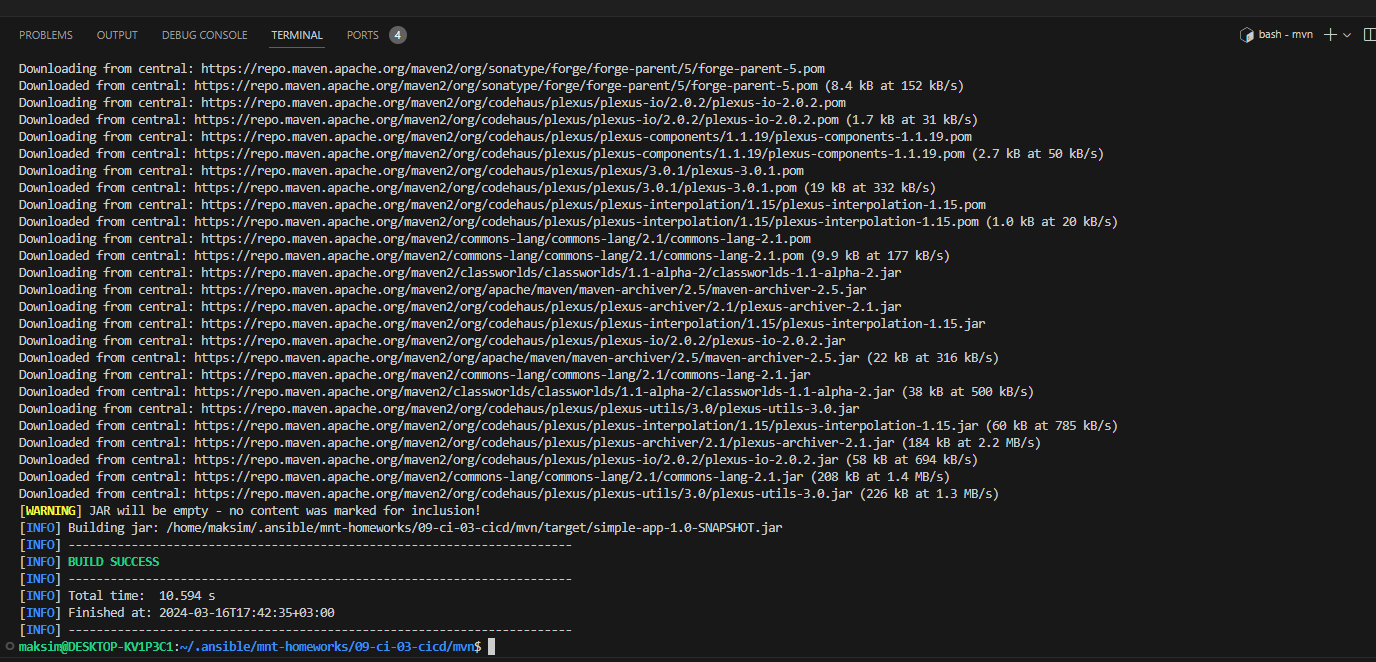 PROBLEMS OUTPUT DEBUG CONSOLE TERMINAL PORTS 4 bash - mvn
Downloading from central: https://repo.maven.apache.org/maven2/org/sonatype/forge/forge-parent/5/forge-parent-5.pom
Downloaded from central: https://repo.maven.apache.org/maven2/org/sonatype/forge/forge-parent/5/forge-parent-5.pom (8.4 kB at 152 kB/s)
Downloading from central: https://repo.maven.apache.org/maven2/org/codehaus/plexus/plexus-io/2.0.2/plexus-io-2.0.2.pom
Downloaded from central: https://repo.maven.apache.org/maven2/org/codehaus/plexus/plexus-io/2.0.2/plexus-io-2.0.2.pom (1.7 kB at 31 kB/s)
Downloading from central: https://repo.maven.apache.org/maven2/org/codehaus/plexus/plexus-components/1.1.19/plexus-components-1.1.19.pom
Downloaded from central: https://repo.maven.apache.org/maven2/org/codehaus/plexus/plexus-components/1.1.19/plexus-components-1.1.19.pom (2.7 kB at 50 kB/s)
Downloading from central: https://repo.maven.apache.org/maven2/org/codehaus/plexus/plexus/3.0.1/plexus-3.0.1.pom
Downloaded from central: https://repo.maven.apache.org/maven2/org/codehaus/plexus/plexus/3.0.1/plexus-3.0.1.pom (19 kB at 332 kB/s)
Downloading from central: https://repo.maven.apache.org/maven2/org/codehaus/plexus/plexus-interpolation/1.15/plexus-interpolation-1.15.pom
Downloaded from central: https://repo.maven.apache.org/maven2/org/codehaus/plexus/plexus-interpolation/1.15/plexus-interpolation-1.15.pom (1.0 kB at 20 kB/s)
Downloading from central: https://repo.maven.apache.org/maven2/commons-lang/commons-lang/2.1/commons-lang-2.1.pom
Downloaded from central: https://repo.maven.apache.org/maven2/commons-lang/commons-lang/2.1/commons-lang-2.1.pom (9.9 kB at 177 kB/s)
Downloading from central: https://repo.maven.apache.org/maven2/classworlds/classworlds/1.1-alpha-2/classworlds-1.1-alpha-2.jar
Downloading from central: https://repo.maven.apache.org/maven2/org/apache/maven/maven-archiver/2.5/maven-archiver-2.5.jar
Downloading from central: https://repo.maven.apache.org/maven2/org/codehaus/plexus/plexus-archiver/2.1/plexus-archiver-2.1.jar
Downloading from central: https://repo.maven.apache.org/maven2/org/codehaus/plexus/plexus-interpolation/1.15/plexus-interpolation-1.15.jar
Downloading from central: https://repo.maven.apache.org/maven2/org/codehaus/plexus/plexus-io/2.0.2/plexus-io-2.0.2.jar
Downloaded from central: https://repo.maven.apache.org/maven2/org/apache/maven/maven-archiver/2.5/maven-archiver-2.5.jar (22 kB at 316 kB/s)
Downloading from central: https://repo.maven.apache.org/maven2/commons-lang/commons-lang/2.1/commons-lang-2.1.jar
Downloaded from central: https://repo.maven.apache.org/maven2/classworlds/classworlds/1.1-alpha-2/classworlds-1.1-alpha-2.jar (38 kB at 500 kB/s)
Downloading from central: https://repo.maven.apache.org/maven2/org/codehaus/plexus/plexus-utils/3.0/plexus-utils-3.0.jar
Downloaded from central: https://repo.maven.apache.org/maven2/org/codehaus/plexus/plexus-interpolation/1.15/plexus-interpolation-1.15.jar (60 kB at 785 kB/s)
Downloaded from central: https://repo.maven.apache.org/maven2/org/codehaus/plexus/plexus-archiver/2.1/plexus-archiver-2.1.jar (184 kB at 2.2 MB/s)
Downloaded from central: https://repo.maven.apache.org/maven2/org/codehaus/plexus/plexus-io/2.0.2/plexus-io-2.0.2.jar (58 kB at 694 kB/s)
Downloaded from central: https://repo.maven.apache.org/maven2/commons-lang/commons-lang/2.1/commons-lang-2.1.jar (208 kB at 1.4 MB/s)
Downloaded from central: https://repo.maven.apache.org/maven2/org/codehaus/plexus/plexus-utils/3.0/plexus-utils-3.0.jar (226 kB at 1.3 MB/s)
[WARNING] JAR will be empty - no content was marked for inclusion!
[INFO] Building jar: /home/maksim/.ansible/mnt-homeworks/09-ci-03-cicd/mvn/target/simple-app-1.0-SNAPSHOT.jar
[INFO] ------------------------------------------------------------------------
[INFO] BUILD SUCCESS
[INFO] ------------------------------------------------------------------------
[INFO] Total time:  10.594 s
[INFO] Finished at: 2024-03-16T17:42:35+03:00
[INFO] ------------------------------------------------------------------------
maksim@DESKTOP-KV1P3C1:~/.ansible/mnt-homeworks/09-ci-03-cicd/mvn$